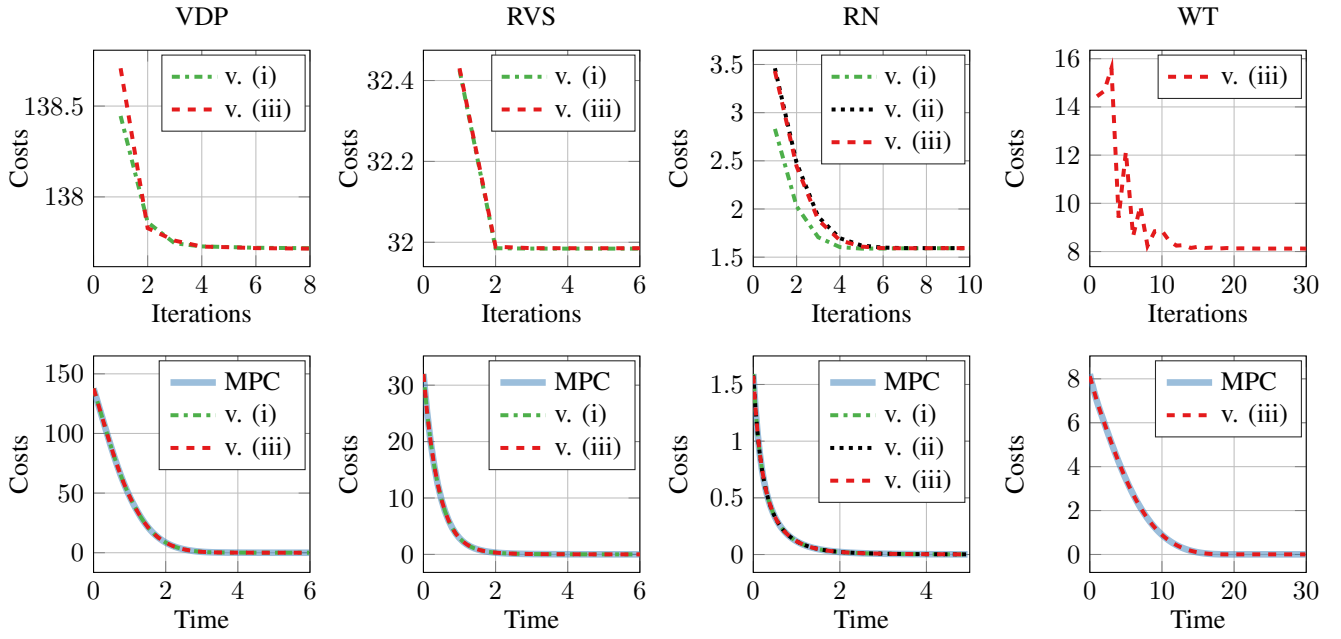 VDP
RVS
RN
WT
138
138.5
Costs
0 2 4 6 8
Iterations
v. (i)
v. (iii)
32
32.2
32.4
Costs
0 2 4 6
Iterations
v. (i)
v. (iii)
1.5
2
2.5
3
3.5
Costs
0 2 4 6 8 10
Iterations
v. (i)
v. (ii)
v. (iii)
8
10
12
14
16
Costs
0 10 20 30
Iterations
v. (iii)
0
50
100
150
Costs
0 2 4 6
Time
MPC
v. (i)
v. (iii)
0
10
20
30
Costs
0 2 4 6
Time
MPC
v. (i)
v. (iii)
0
0.5
1
1.5
Costs
0 2 4
Time
MPC
v. (i)
v. (ii)
v. (iii)
0
2
4
6
8
Costs
0 10 20 30
Time
MPC
v. (iii)